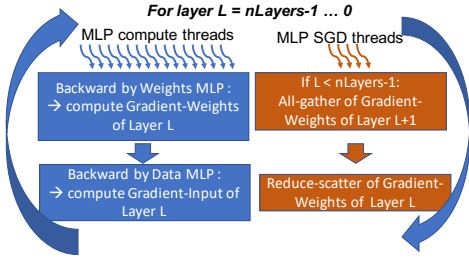 For layer L = nLayers-1 … 0
MLP compute threads
MLP SGD threads
Backward by Weights MLP :
→ compute Gradient-Weights
of Layer L
If L < nLayers-1:
All-gather of Gradient-
Weights of Layer L+1
Backward by Data MLP :
→ compute Gradient-Input of
Layer L
Reduce-scatter of Gradient-
Weights of Layer L